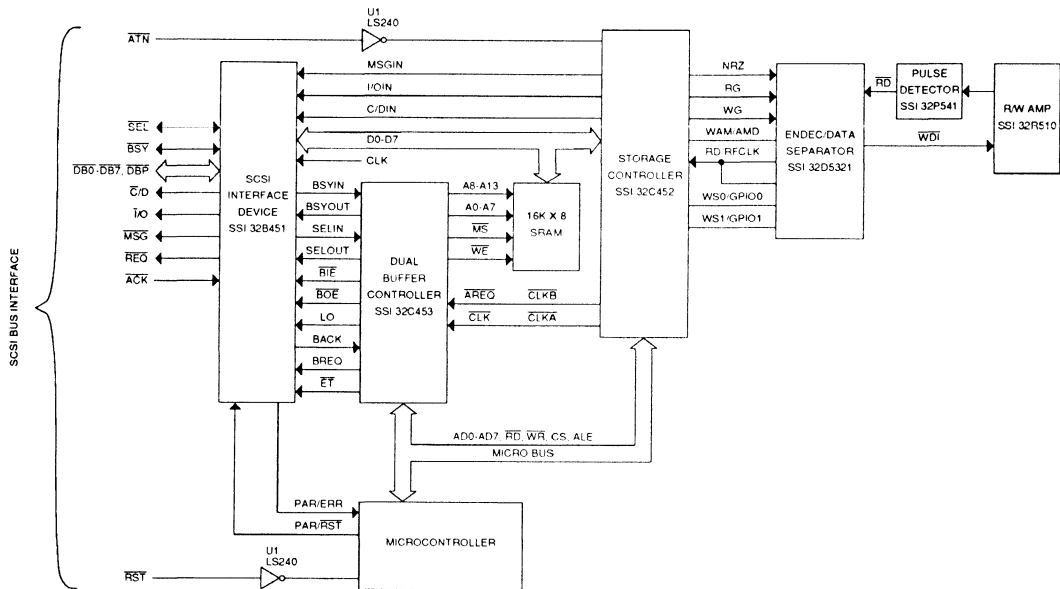 U1
LS240
ATN
MSGIN
I/OIN
C/DIN
D0-D7
CLK
SCSI BUS INTERFACE
SEL
BSY
DB0-DB7, DBP
C/D
I/O
MSG
REQ
ACK
SCSI
INTERFACE
DEVICE
SSI 32B451
BSYIN
BSYOUT
SELIN
SELOUT
BIE
BOE
LO
BACK
BREQ
ET
DUAL
BUFFER
CONTROLLER
SSI 32C453
A8-A13
A0-A7
MS
WE
16K X 8
SRAM
AREQ
CLKB
CLK
CLKA
STORAGE
CONTROLLER
SSI 32C452
NRZ
RG
WG
WAM/AMD
RD/RFCLK
WS0/GPIO0
WS1/GPIO1
ENDEC/DATA
SEPARATOR
SSI 32D5321
RD
PULSE
DETECTOR
SSI 32P541
WDI
R/W AMP
SSI 32R510
AD0-AD7, RD, WR, CS, ALE
MICRO BUS
PAR/ERR
PAR/RST
MICROCONTROLLER
U1
LS240
RST